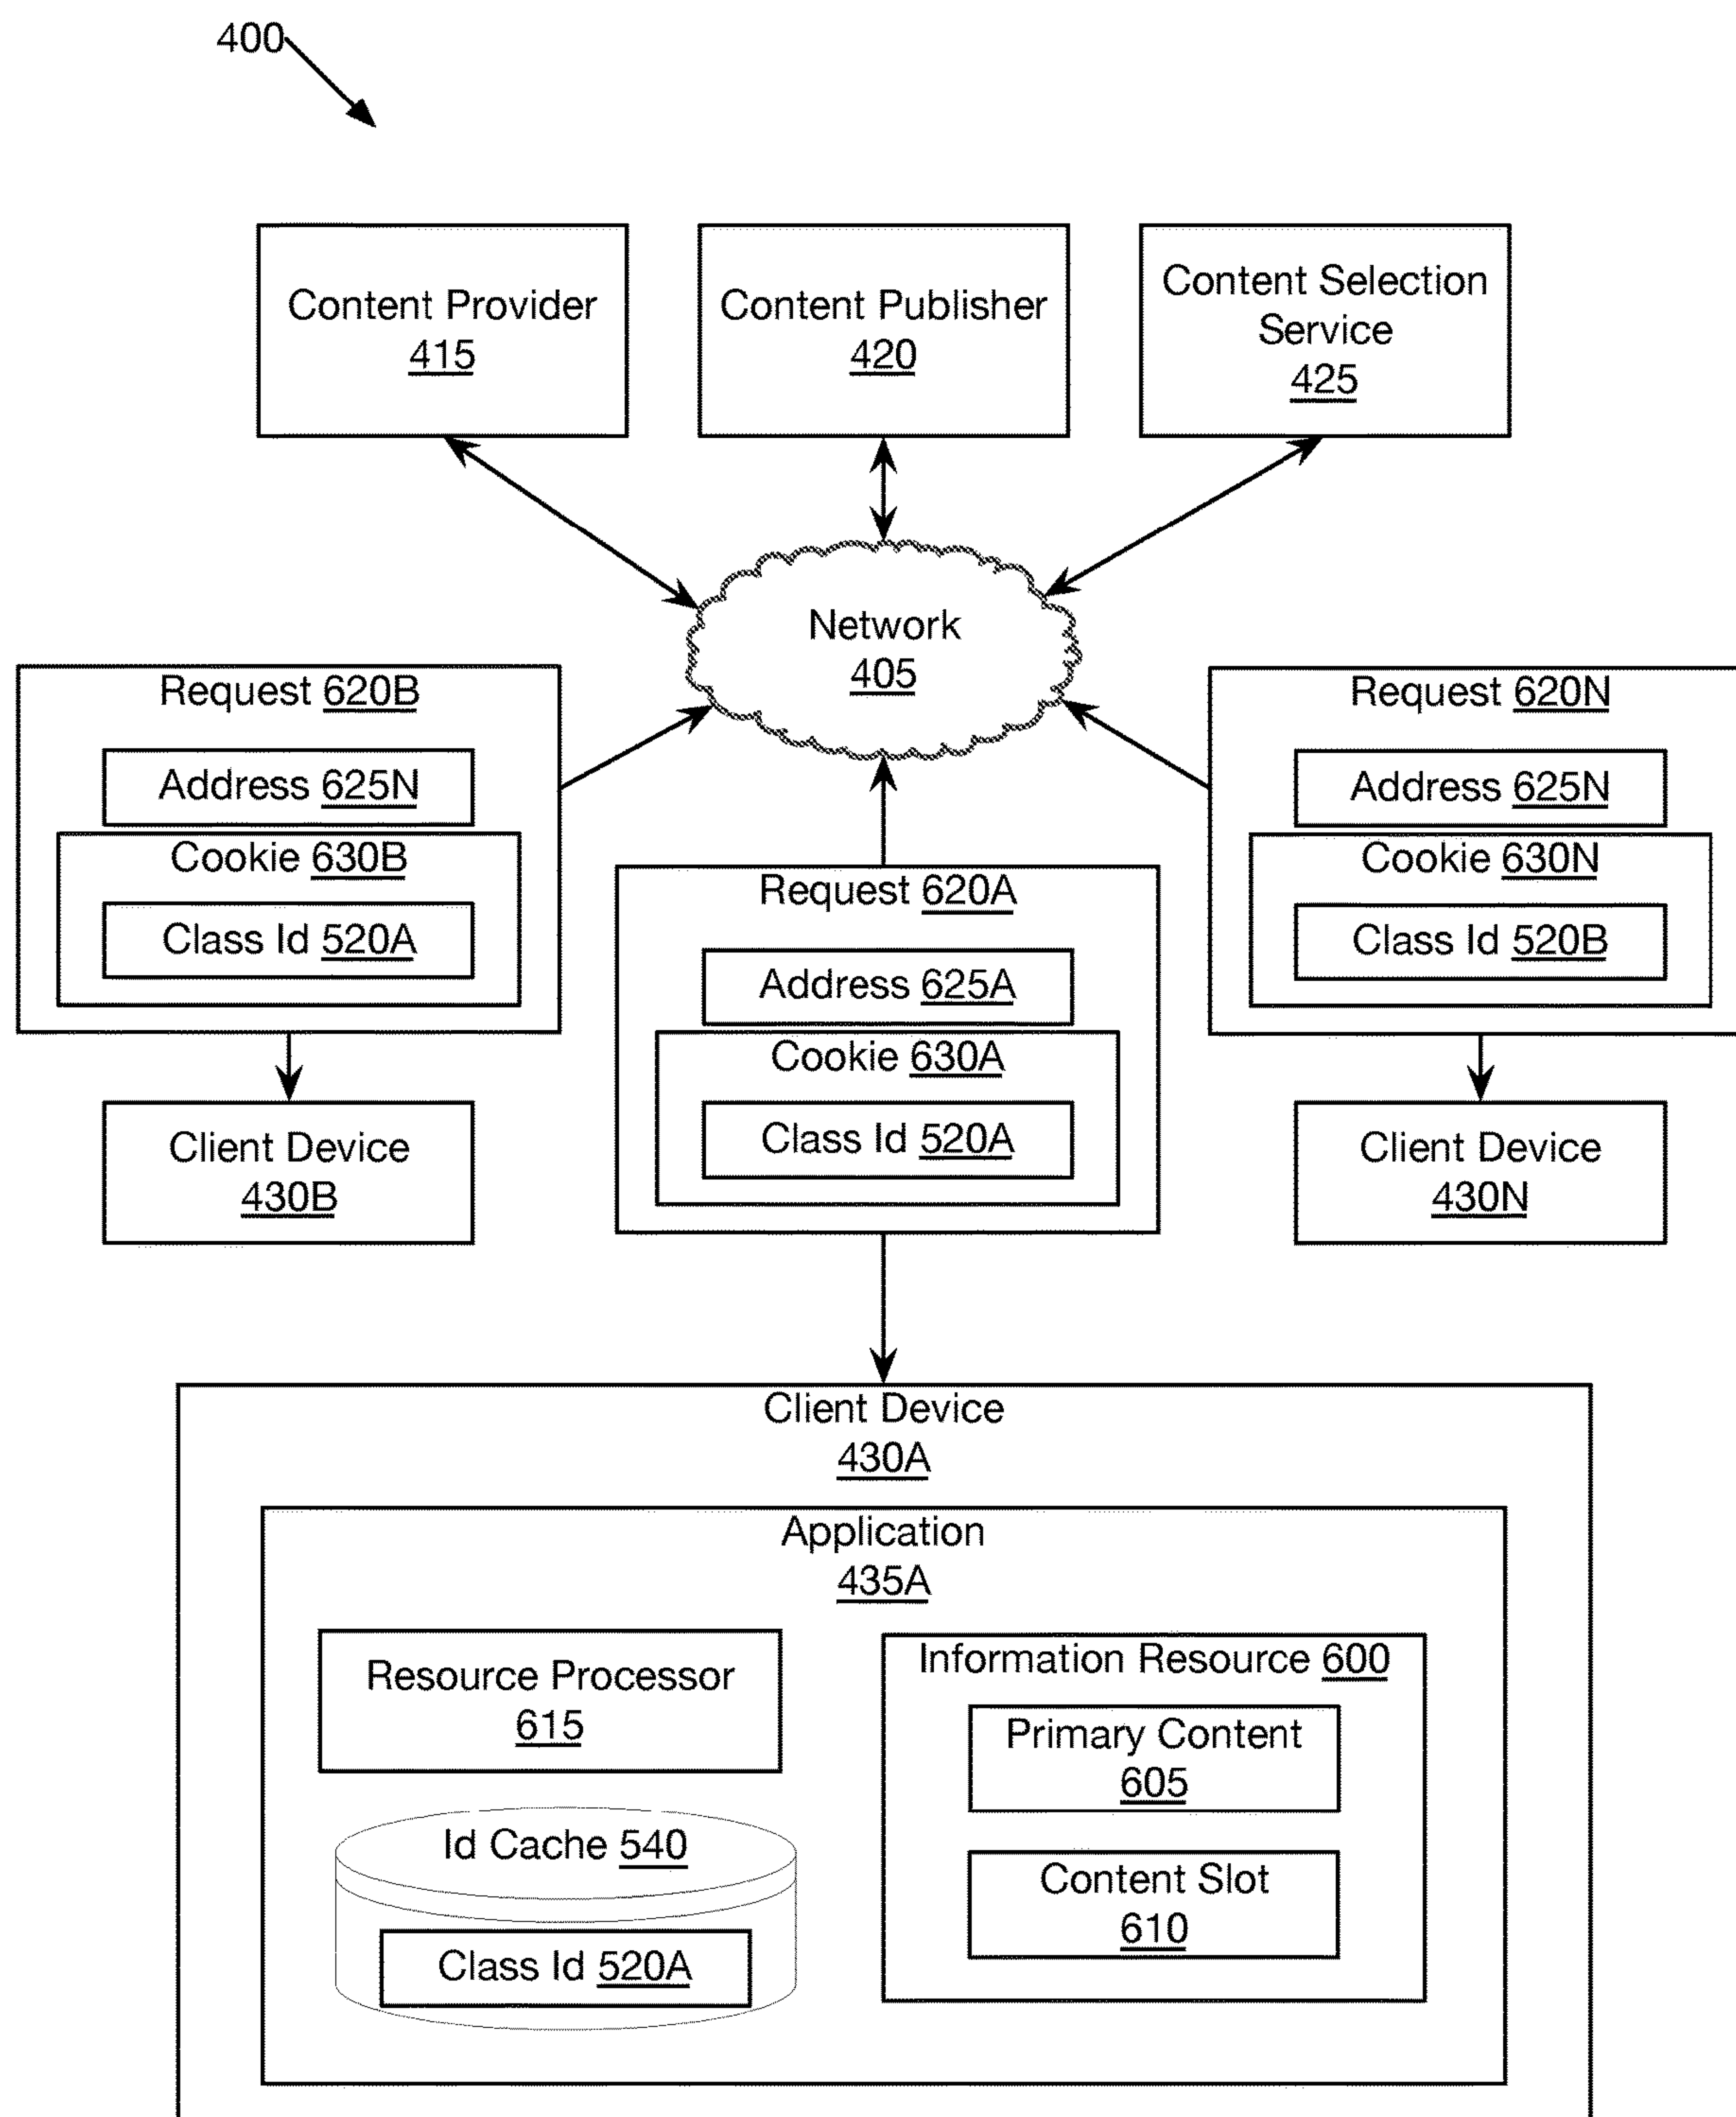 400
Content Provider
415
Content Publisher
420
Content Selection
Service
425
Network
405
Request 620B
Address 625N
Cookie 630B
Class Id 520A
Client Device
430B
Request 620A
Address 625A
Cookie 630A
Class Id 520A
Request 620N
Address 625N
Cookie 630N
Class Id 520B
Client Device
430N
Client Device
430A
Application
435A
Resource Processor
615
Id Cache 540
Class Id 520A
Information Resource 600
Primary Content
605
Content Slot
610